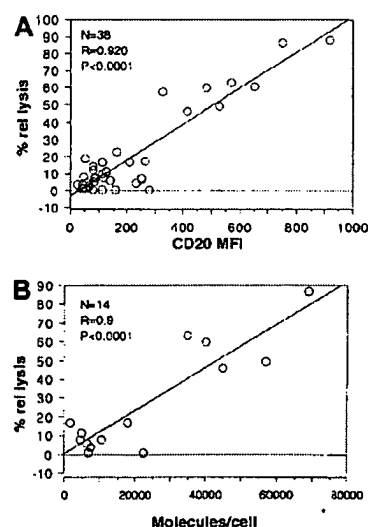 A
N=38
R=0.920
P<0.0001
% rel lysis
100
90
80
70
60
50
40
30
20
10
0
-10
0 200 400 600 800 1000
CD20 MFI
B
N=14
R=0.9
P<0.0001
% rel lysis
90
80
70
60
50
40
30
20
10
0
-10
0 20000 40000 60000 80000
Molecules/cell